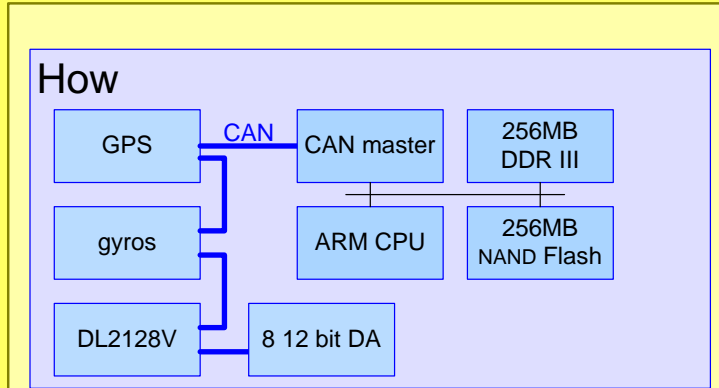 How
GPS
CAN
CAN master
256MB
DDR III
gyros
ARM CPU
256MB
NAND Flash
DL2128V
8 12 bit DA